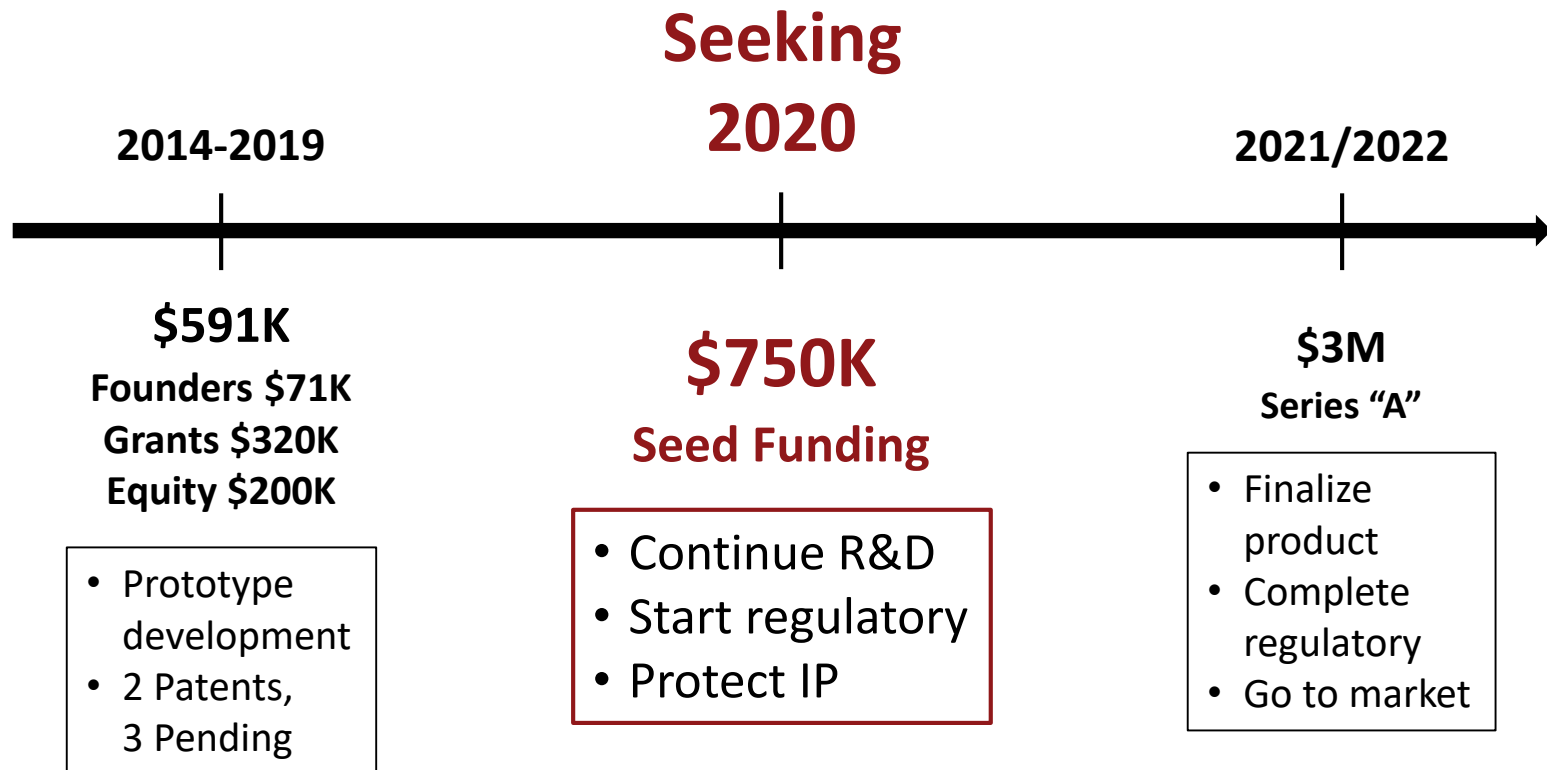 Seeking
2020
2014-2019
2021/2022
$591K
Founders $71K
Grants $320K
Equity $200K
• Prototype
development
• 2 Patents,
3 Pending
$750K
Seed Funding
• Continue R&D
• Start regulatory
• Protect IP
$3M
Series “A”
• Finalize
product
• Complete
regulatory
• Go to market